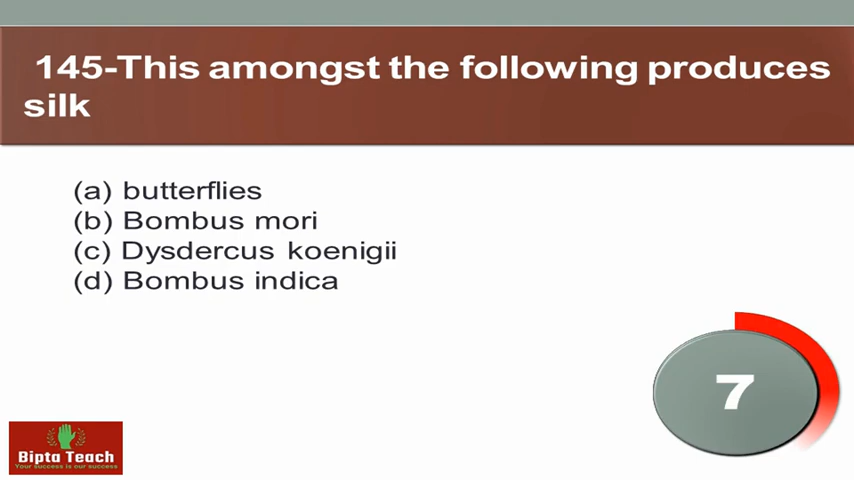 145-This amongst the following produces
silk
(a) butterflies
(b) Bombus mori
(c) Dysdercus koenigii
(d) Bombus indica
7
Bipta Teach
Your success is our success